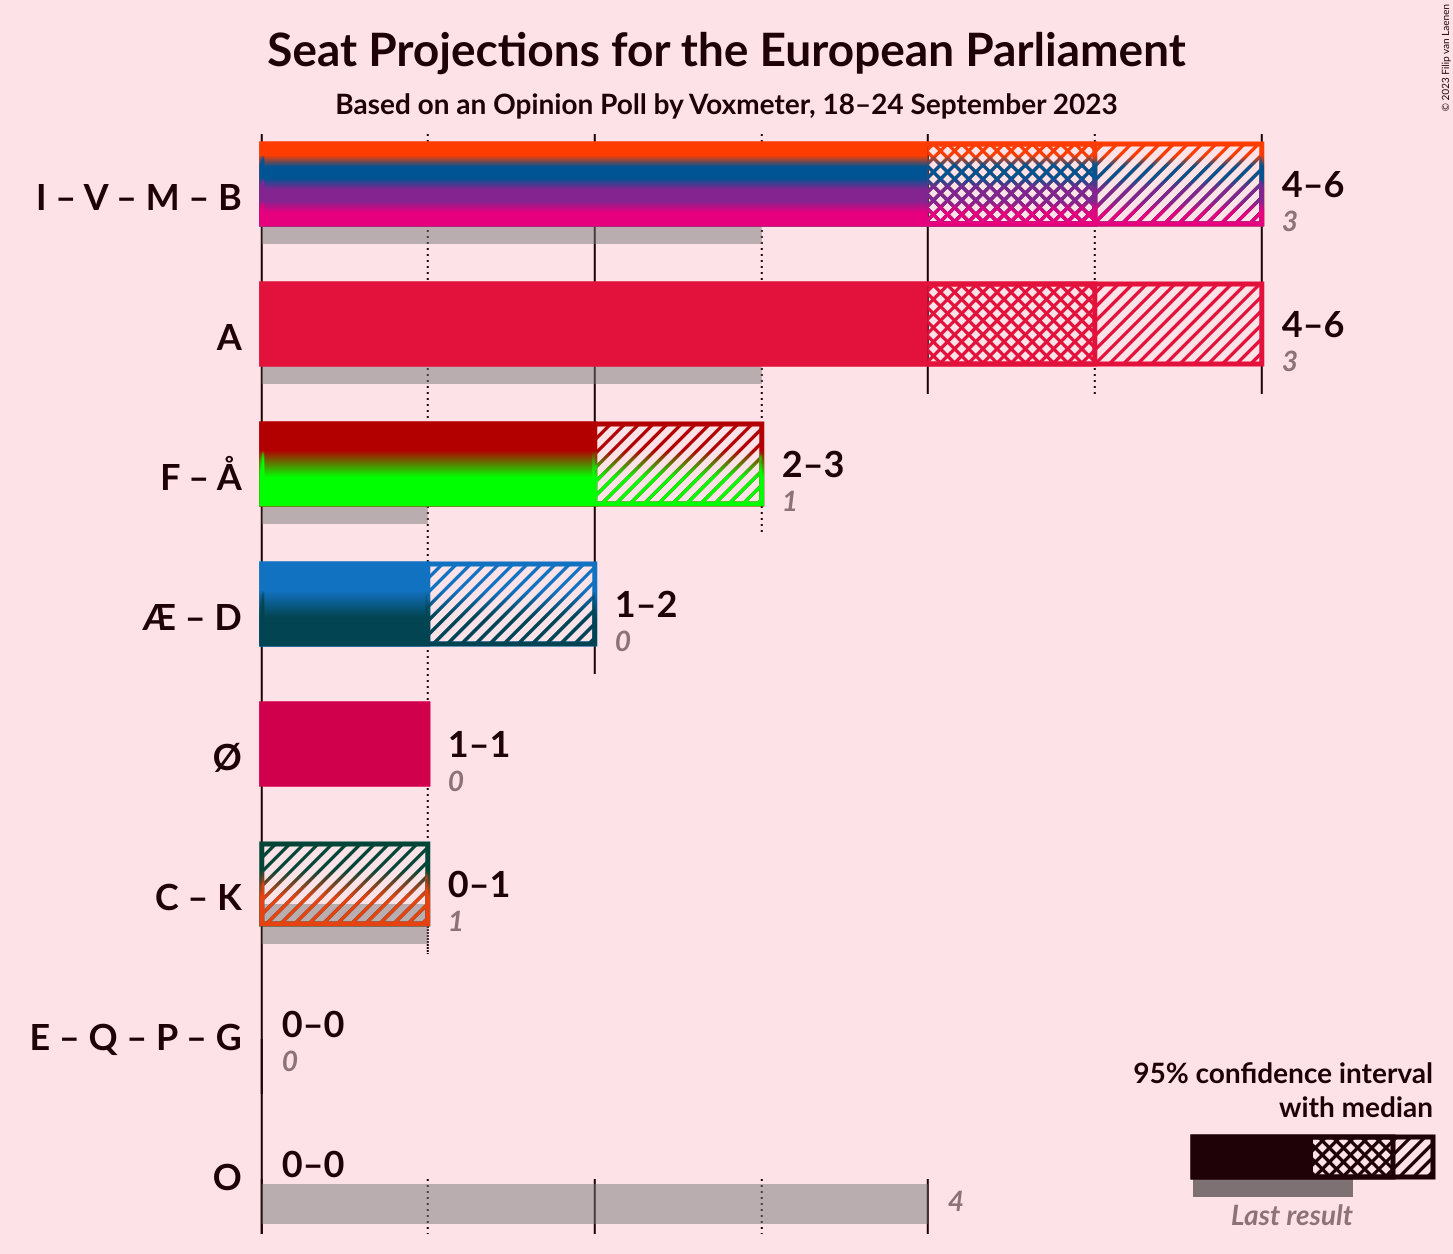 Seat Projections for the European Parliament
Based on an Opinion Poll by Voxmeter, 18–24 September 2023
© 2023 Filip van Laenen
I – V – M – B
4–6
3
A
4–6
3
F – Å
2–3
1
Æ – D
1–2
0
Ø
1–1
0
C – K
0–1
1
E – Q – P – G
0–0
0
O
0–0
4
95% confidence interval
with median
Last result